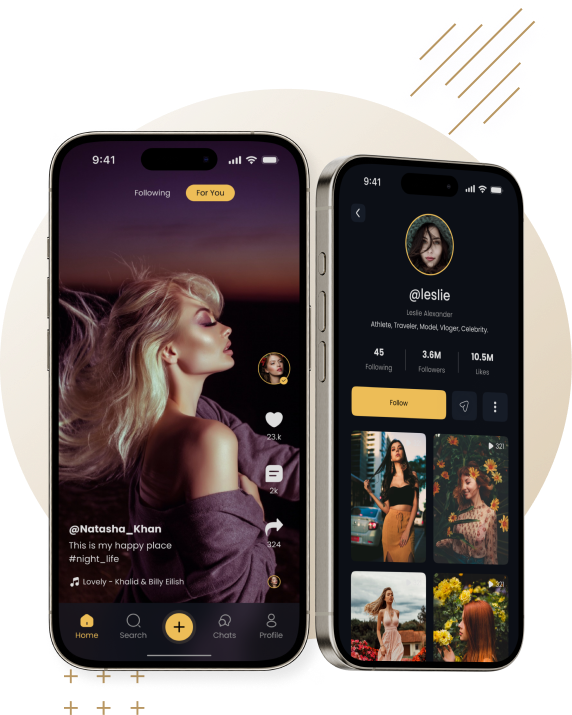 9:41
Following
For You
23.k
2k
324
@Natasha_Khan
This is my happy place
#night_life
Lovely - Khalid & Billy Eilish
Home
Search
Chats
Profile
9:41
@leslie
Leslie Alexander
Athlete, Traveler, Model, Vloger, Celebrity.
45
3.6M
10.5M
Following
Followers
Likes
Follow
321
321